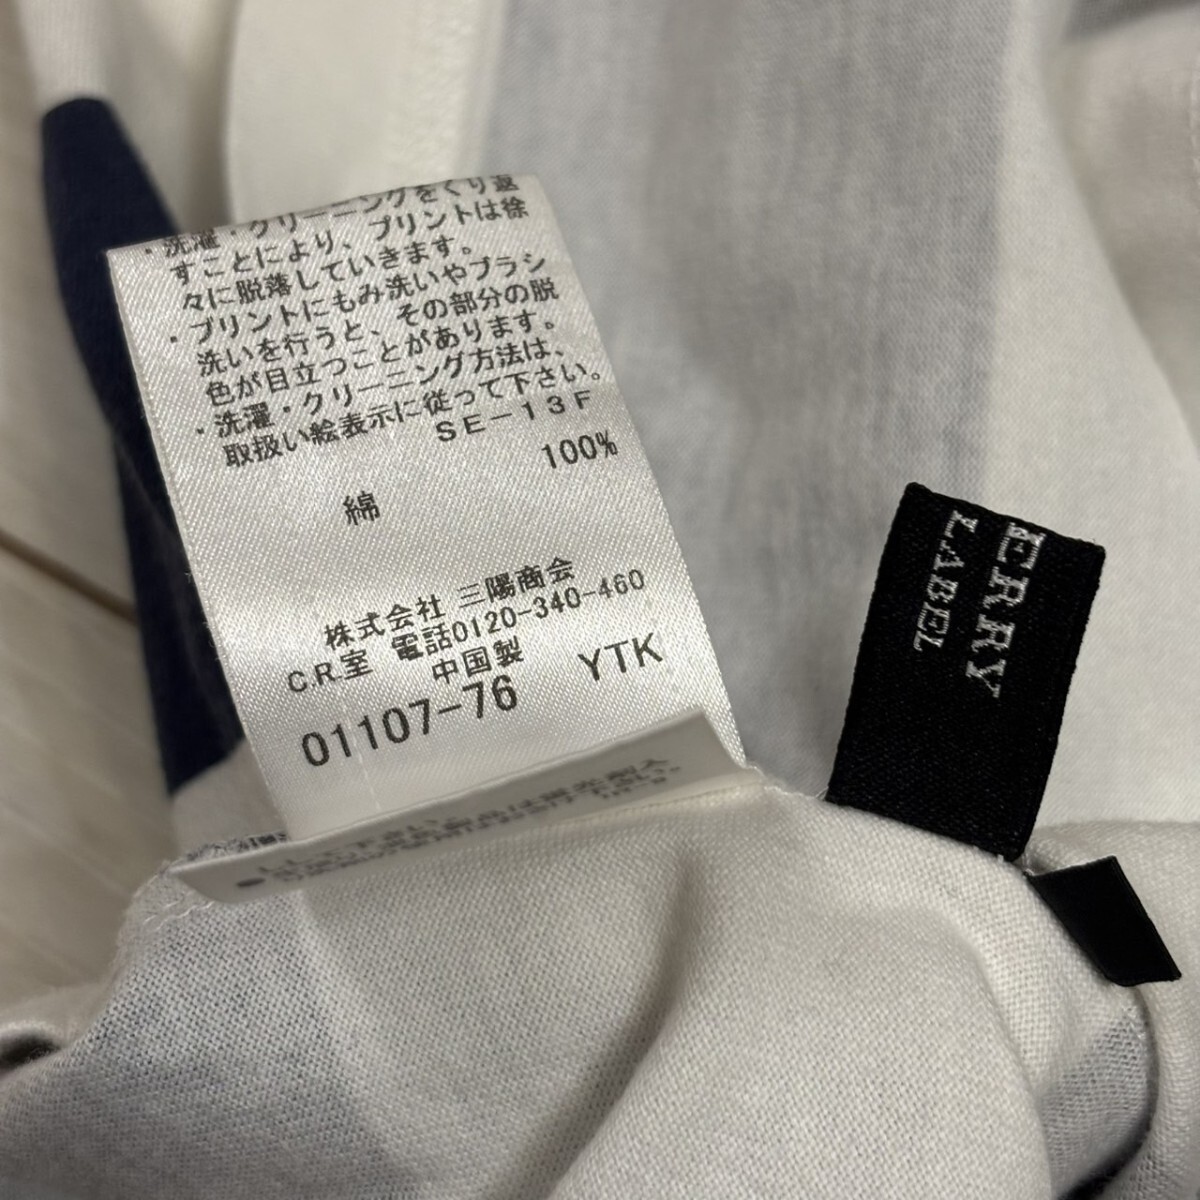 ・洗濯・クリーニングをくり返
すことにより、プリントは徐
々に脱落していきます。
・プリントにもみ洗いやブラシ
洗いを行うと、その部分の脱
色が目立つことがあります。
・洗濯・クリーニング方法は、
取扱い絵表示に従って下さい。
SE-13F
100%
綿
株式会社 三陽商会
C.R.室 電話0120-340-460
中国製 YTK
01107-76
ERRY
LABEL